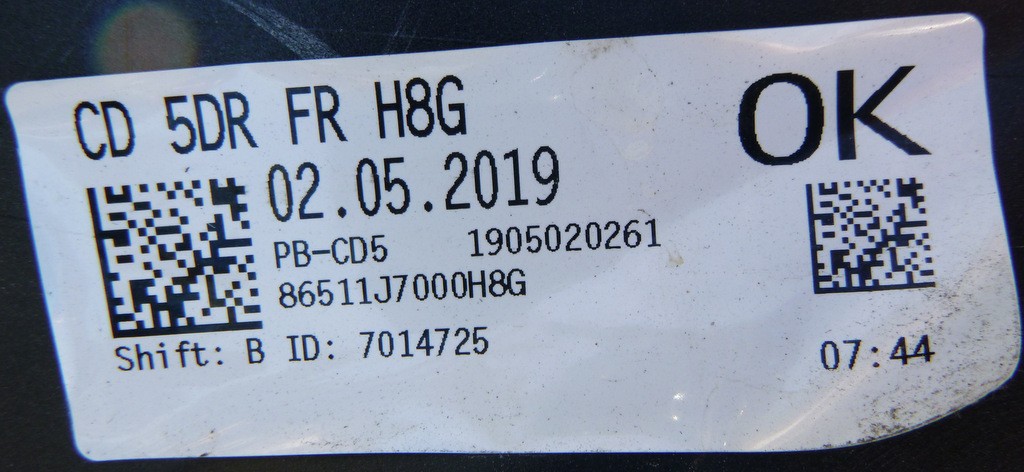 CD 5DR FR H8G
OK
02.05.2019
PB-CD5 1905020261
86511J7000H8G
Shift: B ID: 7014725
07:44